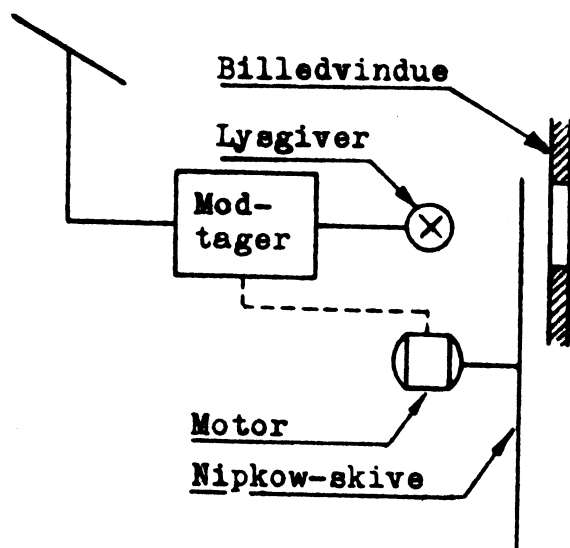 Billedvindue
Lysgiver
Mod-
tager
Motor
Nipkow-skive